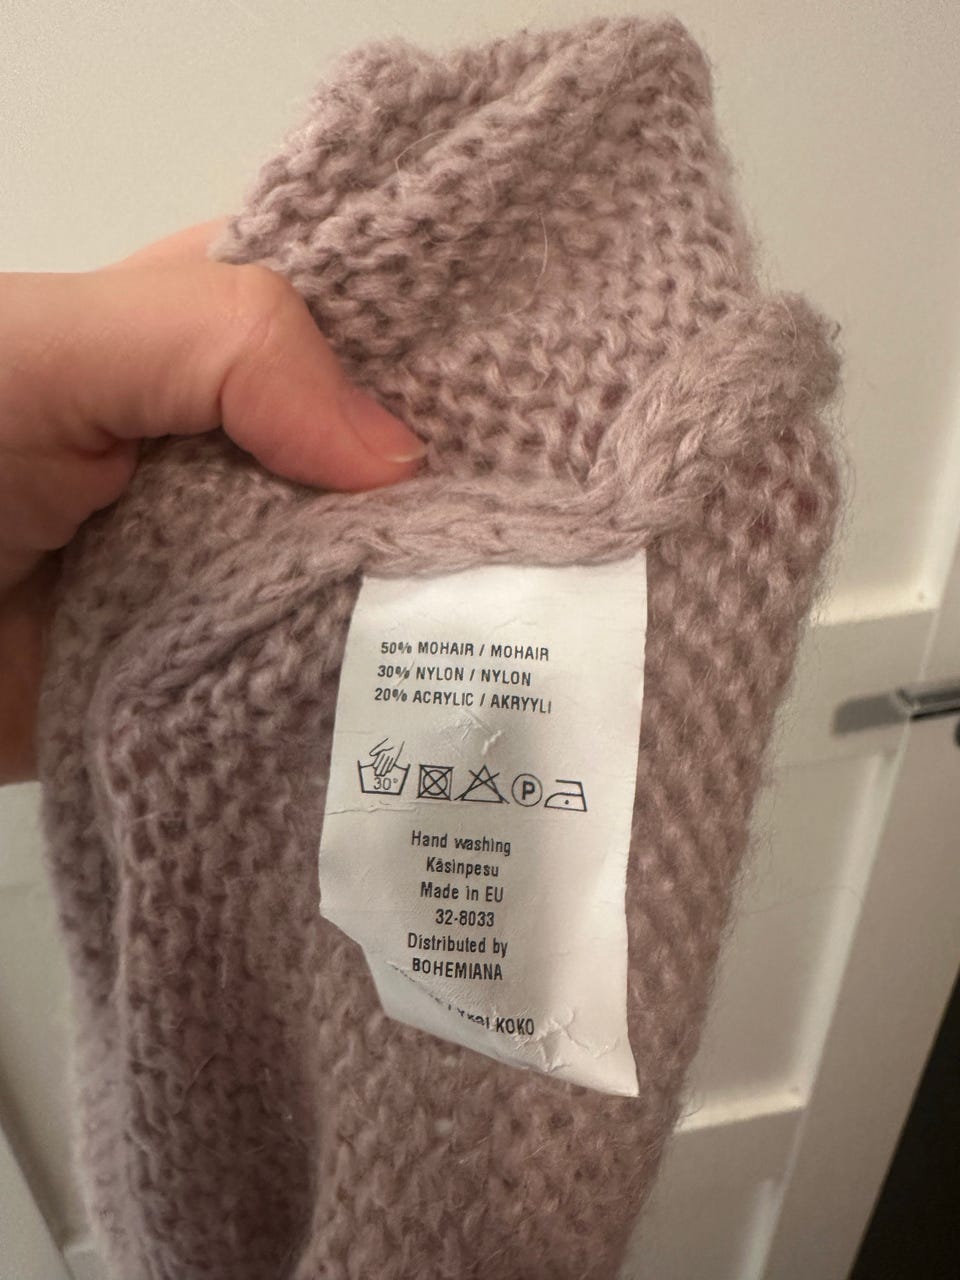 50% MOHAIR / MOHAIR
30% NYLON / NYLON
20% ACRYLIC / AKRYYLI
30° P
Hand washing
Käsinpesu
Made in EU
32-8033
Distributed by
BOHEMIANA
KOKO